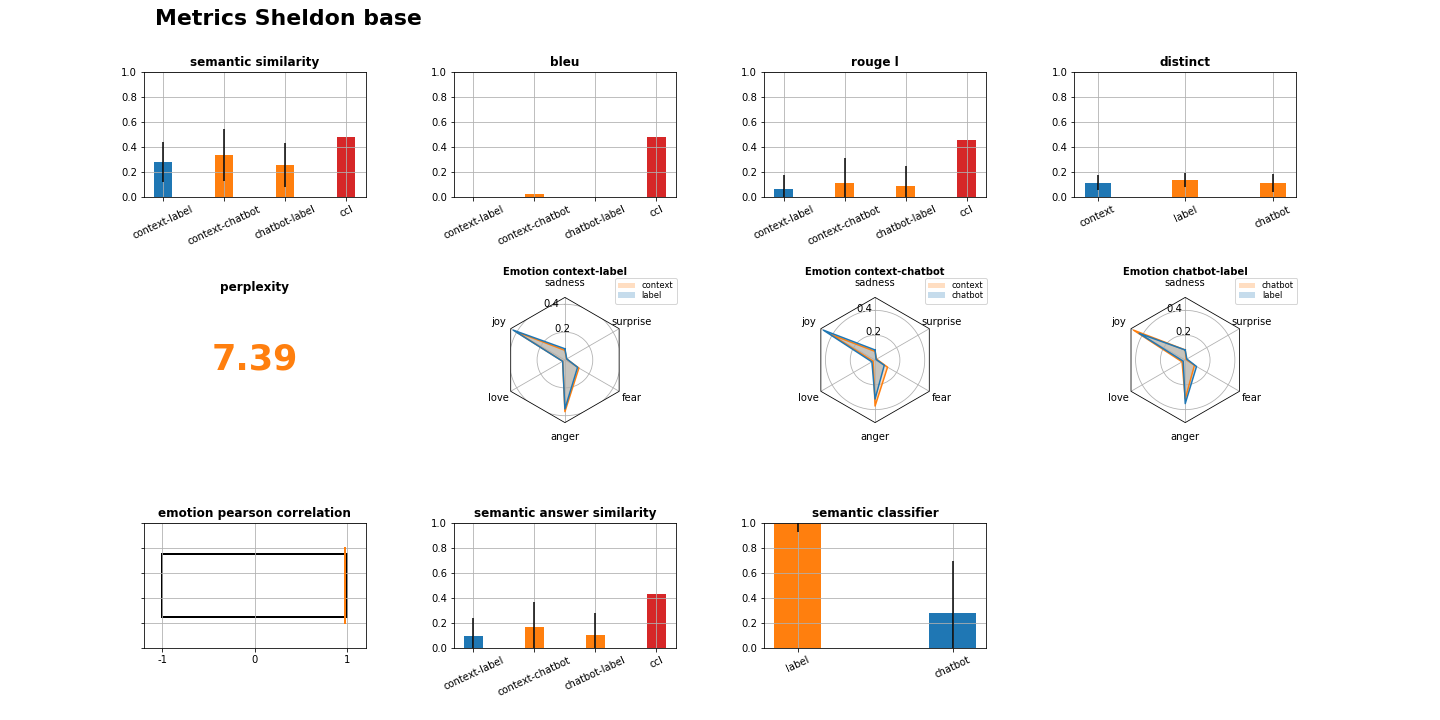 Metrics Sheldon base
semantic similarity
1.0
0.8
0.6
0.4
0.2
0.0
context-label
context-chatbot
chatbot-label
ccl
bleu
1.0
0.8
0.6
0.4
0.2
0.0
context-label
context-chatbot
chatbot-label
ccl
rouge l
1.0
0.8
0.6
0.4
0.2
0.0
context-label
context-chatbot
chatbot-label
ccl
distinct
1.0
0.8
0.6
0.4
0.2
0.0
context
label
chatbot
perplexity
7.39
Emotion context-label
sadness
context
label
0.4
joy
surprise
0.2
love
fear
anger
Emotion context-chatbot
sadness
context
chatbot
0.4
joy
surprise
0.2
love
fear
anger
Emotion chatbot-label
sadness
chatbot
label
0.4
joy
surprise
0.2
love
fear
anger
emotion pearson correlation
-1
0
1
semantic answer similarity
1.0
0.8
0.6
0.4
0.2
0.0
context-label
context-chatbot
chatbot-label
ccl
semantic classifier
1.0
0.8
0.6
0.4
0.2
0.0
label
chatbot